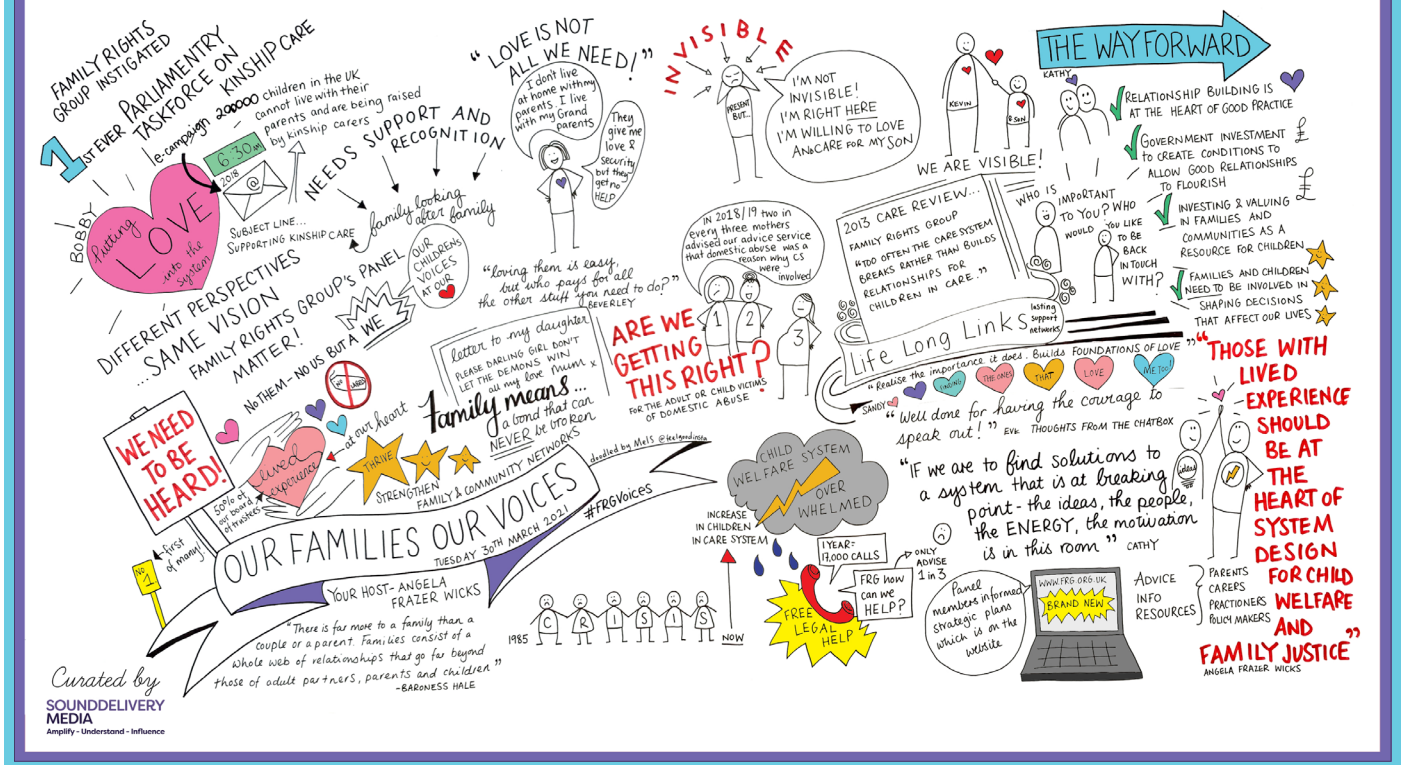 FAMILY RIGHTS
GROUP INSTIGATED
1ST EVER PARLIAMENTRY
TASKFORCE ON
KINSHIP CARE
1 e-campaign 200000 children in the UK
cannot live with their
parents and are being raised
by kinship carers
6:30AM
2018
@
SUBJECT LINE...
SUPPORTING KINSHIP CARE
BOBBY
Putting
LOVE
into the
system
NEEDS SUPPORT AND
RECOGNITION
family looking
after family
"LOVE IS NOT
ALL WE NEED!"
I don't live
at home with my
parents. I live
with my Grand
parents
They
give me
love &
security
but they
get no
HELP
"loving them is easy,
but who pays for all
the other stuff you need to do?"
BEVERLEY
DIFFERENT PERSPECTIVES
...SAME VISION
FAMILY RIGHTS GROUP'S PANEL
MATTER!
NO THEM-NO US BUT A
WE
OUR
CHILDRENS
VOICES
AT OUR
NO LABELS
letter to my daughter
PLEASE DARLING GIRL DON'T
LET THE DEMONS WIN
all my love mum x
Family means...
a bond that can
NEVER be broken
WE NEED
TO BE
HEARD!
lived
experience
at our heart
50% of
our board
of trustees
THRIVE
STRENGTHEN
FAMILY & COMMUNITY NETWORKS
doodled by MelS @feelgoodinsta
NO 1
first
of many!
OUR FAMILIES OUR VOICES
TUESDAY 30TH MARCH 2021
#FRGVoices
YOUR HOST-ANGELA
FRAZER WICKS
"There is far more to a family than a
couple or a parent. Families consist of a
whole web of relationships that go far beyond
those of adult partners, parents and children"
-BARONESS HALE
Curated by
SOUNDDELIVERY
MEDIA
Amplify - Understand - Influence
INVISIBLE
PRESENT
BUT...
I'M NOT
INVISIBLE!
I'M RIGHT HERE
I'M WILLING TO LOVE
AND CARE FOR MY SON
KEVIN
& SON
WE ARE VISIBLE!
IN 2018/19 two in
every three mothers
advised our advice service
that domestic abuse was a
reason why CS
were
involved
1
2
3
ARE WE
GETTING
THIS RIGHT?
FOR THE ADULT OR CHILD VICTIMS
OF DOMESTIC ABUSE
2013 CARE REVIEW...
FAMILY RIGHTS GROUP
"TOO OFTEN THE CARE SYSTEM
BREAKS RATHER THAN BUILDS
RELATIONSHIPS FOR
CHILDREN IN CARE."
Life Long Links
lasting
support
networks
WHO IS
IMPORTANT
TO YOU? WHO
WOULD YOU LIKE
TO BE
BACK
IN TOUCH
WITH?
THE WAY FORWARD
KATHY
RELATIONSHIP BUILDING IS
AT THE HEART OF GOOD PRACTICE
GOVERNMENT INVESTMENT £
TO CREATE CONDITIONS TO
ALLOW GOOD RELATIONSHIPS
TO FLOURISH
INVESTING & VALUING £
IN FAMILIES AND
COMMUNITIES AS A
RESOURCE FOR CHILDREN
FAMILIES AND CHILDREN
NEED TO BE INVOLVED IN
SHAPING DECISIONS
THAT AFFECT OUR LIVES
"Realise the importance it does. Builds FOUNDATIONS OF LOVE"
SANDY
FINDING
THE ONES
THAT
LOVE
ME TOO!
"Well done for having the courage to
speak out!" EVE THOUGHTS FROM THE CHATBOX
"IF we are to find solutions to
a system that is at breaking
point - the ideas, the people,
the ENERGY, the motivation
is in this room" CATHY
ideas
"THOSE WITH
LIVED
EXPERIENCE
SHOULD
BE AT
THE
HEART OF
SYSTEM
DESIGN
FOR CHILD
WELFARE
AND
FAMILY JUSTICE"
ANGELA FRAZER WICKS
CHILD
WELFARE SYSTEM
OVER
WHELMED
INCREASE
IN CHILDREN
IN CARE SYSTEM
1985
CRISIS
NOW
1 YEAR=
17,000 CALLS
FRG how
can we
HELP?
ONLY
ADVISE
1 in 3
FREE
LEGAL
HELP
Panel
members informed
strategic plans
which is on the
website
WWW.FRG.ORG.UK
BRAND NEW
ADVICE
INFO
RESOURCES
PARENTS
CARERS
PRACTIONERS
POLICY MAKERS